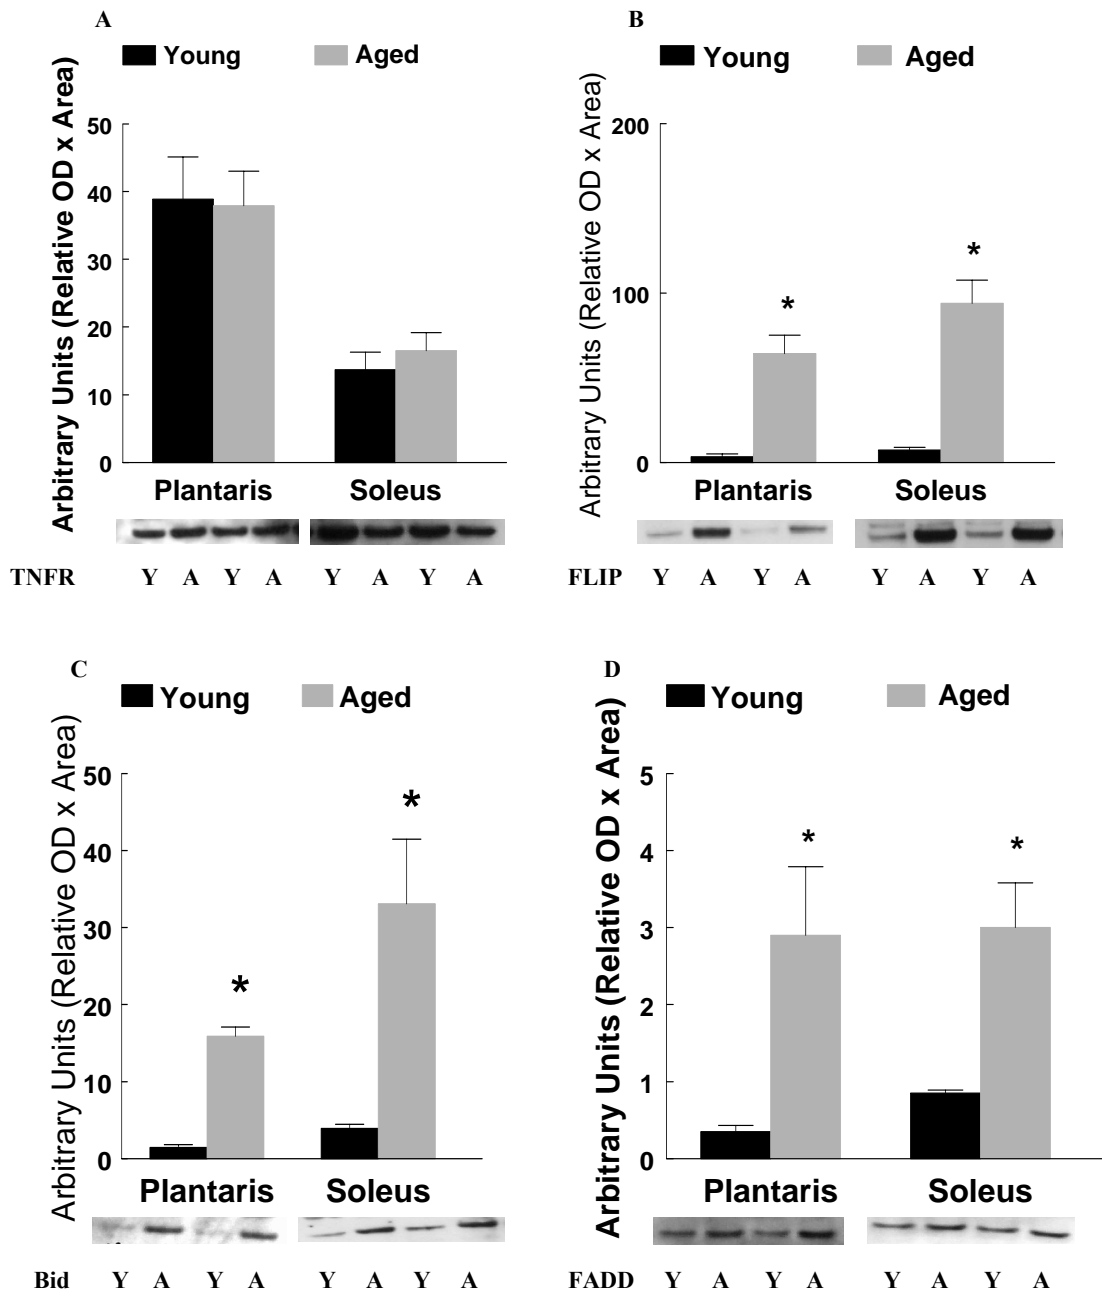 A
Young Aged
Arbitrary Units (Relative OD x Area)
50
40
30
20
10
0
Plantaris Soleus
TNFR Y A Y A Y A Y A
B
Young Aged
Arbitrary Units (Relative OD x Area)
200
100
0
*
*
Plantaris Soleus
FLIP Y A Y A Y A Y A
C
Young Aged
Arbitrary Units (Relative OD x Area)
50
40
30
20
10
0
*
*
Plantaris Soleus
Bid Y A Y A Y A Y A
D
Young Aged
Arbitrary Units (Relative OD x Area)
5
4
3
2
1
0
*
*
Plantaris Soleus
FADD Y A Y A Y A Y A